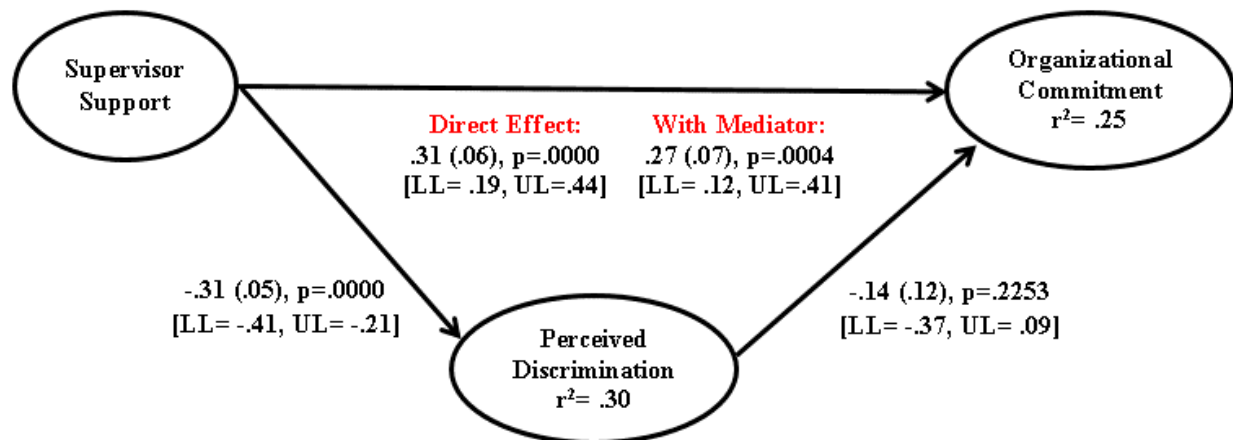 Supervisor
Support
Organizational
Commitment
r²= .25
Direct Effect:
.31 (.06), p=.0000
[LL= .19, UL=.44]
With Mediator:
.27 (.07), p=.0004
[LL= .12, UL=.41]
-.31 (.05), p=.0000
[LL= -.41, UL= -.21]
-.14 (.12), p=.2253
[LL= -.37, UL= .09]
Perceived
Discrimination
r²= .30